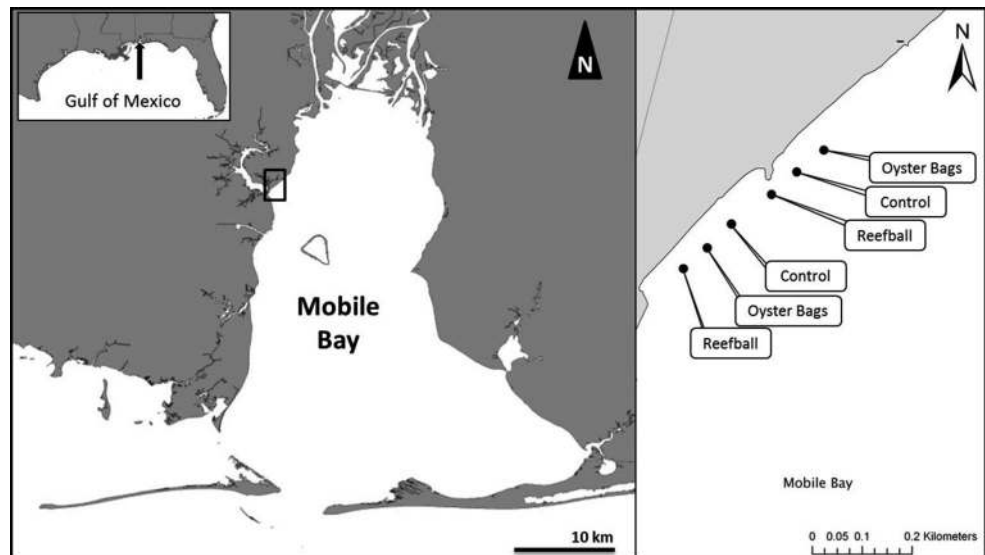 Gulf of Mexico
N
Mobile
Bay
10 km
N
Oyster Bags
Control
Reefball
Control
Oyster Bags
Reefball
Mobile Bay
0 0.05 0.1 0.2 Kilometers